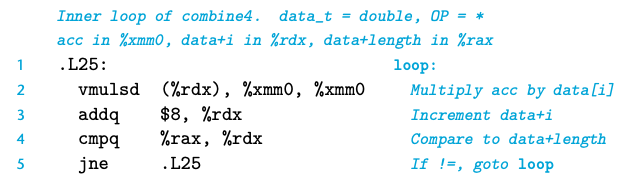 Inner loop of combine4. data_t = double, OP = *
acc in %xmm0, data+i in %rdx, data+length in %rax
1 .L25: loop:
2 vmulsd (%rdx), %xmm0, %xmm0 Multiply acc by data[i]
3 addq $8, %rdx Increment data+i
4 cmpq %rax, %rdx Compare to data+length
5 jne .L25 If !=, goto loop